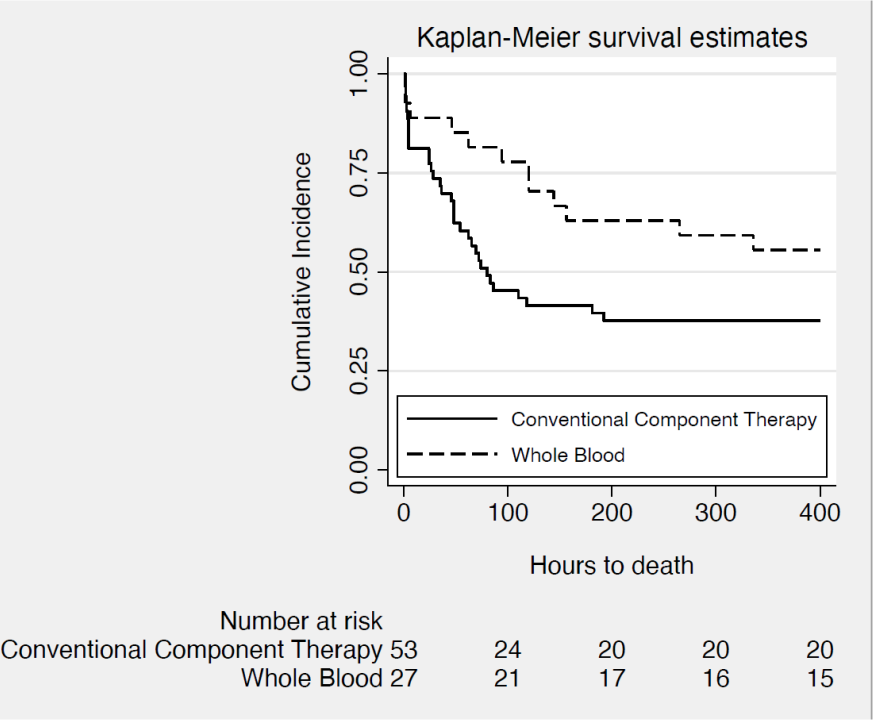 Kaplan-Meier survival estimates
1.00
0.75
0.50
0.25
0.00
Cumulative Incidence
Conventional Component Therapy
Whole Blood
0 100 200 300 400
Hours to death
Number at risk
Conventional Component Therapy 53 24 20 20 20
Whole Blood 27 21 17 16 15